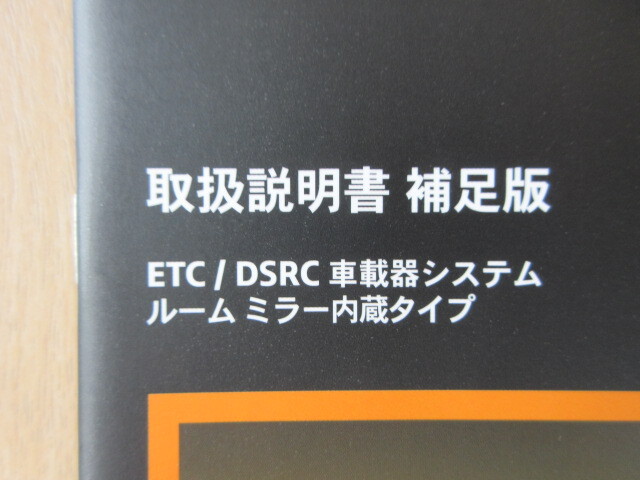 取扱説明書 補足版
ETC / DSRC 車載器システム
ルーム ミラー内蔵タイプ